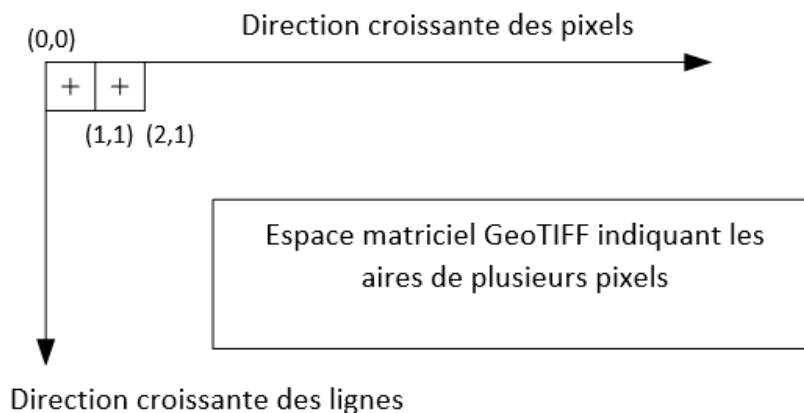 Direction croissante des pixels
(0,0)
+ +
(1,1) (2,1)
Espace matriciel GeoTIFF indiquant les
aires de plusieurs pixels
Direction croissante des lignes